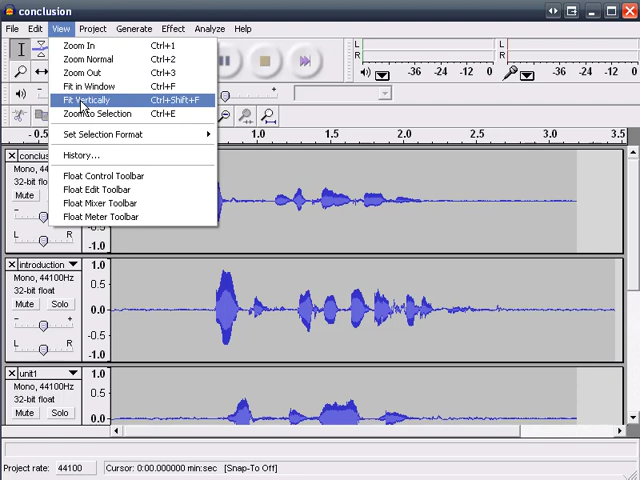 conclusion
File Edit View Project Generate Effect Analyze Help
Zoom In Ctrl+1
Zoom Normal Ctrl+2
Zoom Out Ctrl+3
Fit in Window Ctrl+F
Fit Vertically Ctrl+Shift+F
Zoom to Selection Ctrl+E
Set Selection Format
History...
Float Control Toolbar
Float Edit Toolbar
Float Mixer Toolbar
Float Meter Toolbar
L
R
-36 -24 -12 0
L
R
-36 -24 -12 0
-0.5 1.0 1.5 2.0 2.5 3.0 3.5
Mono, 44
32-bit float
Mute
- +
L R
-0.5
-1.0
introduction
Mono, 44100Hz
32-bit float
Mute Solo
- +
L R
1.0
0.5
0.0
-0.5
-1.0
unit1
Mono, 44100Hz
32-bit float
Mute Solo
1.0
0.5
0.0
Project rate: 44100 Cursor: 0:00.000000 min:sec [Snap-To Off]